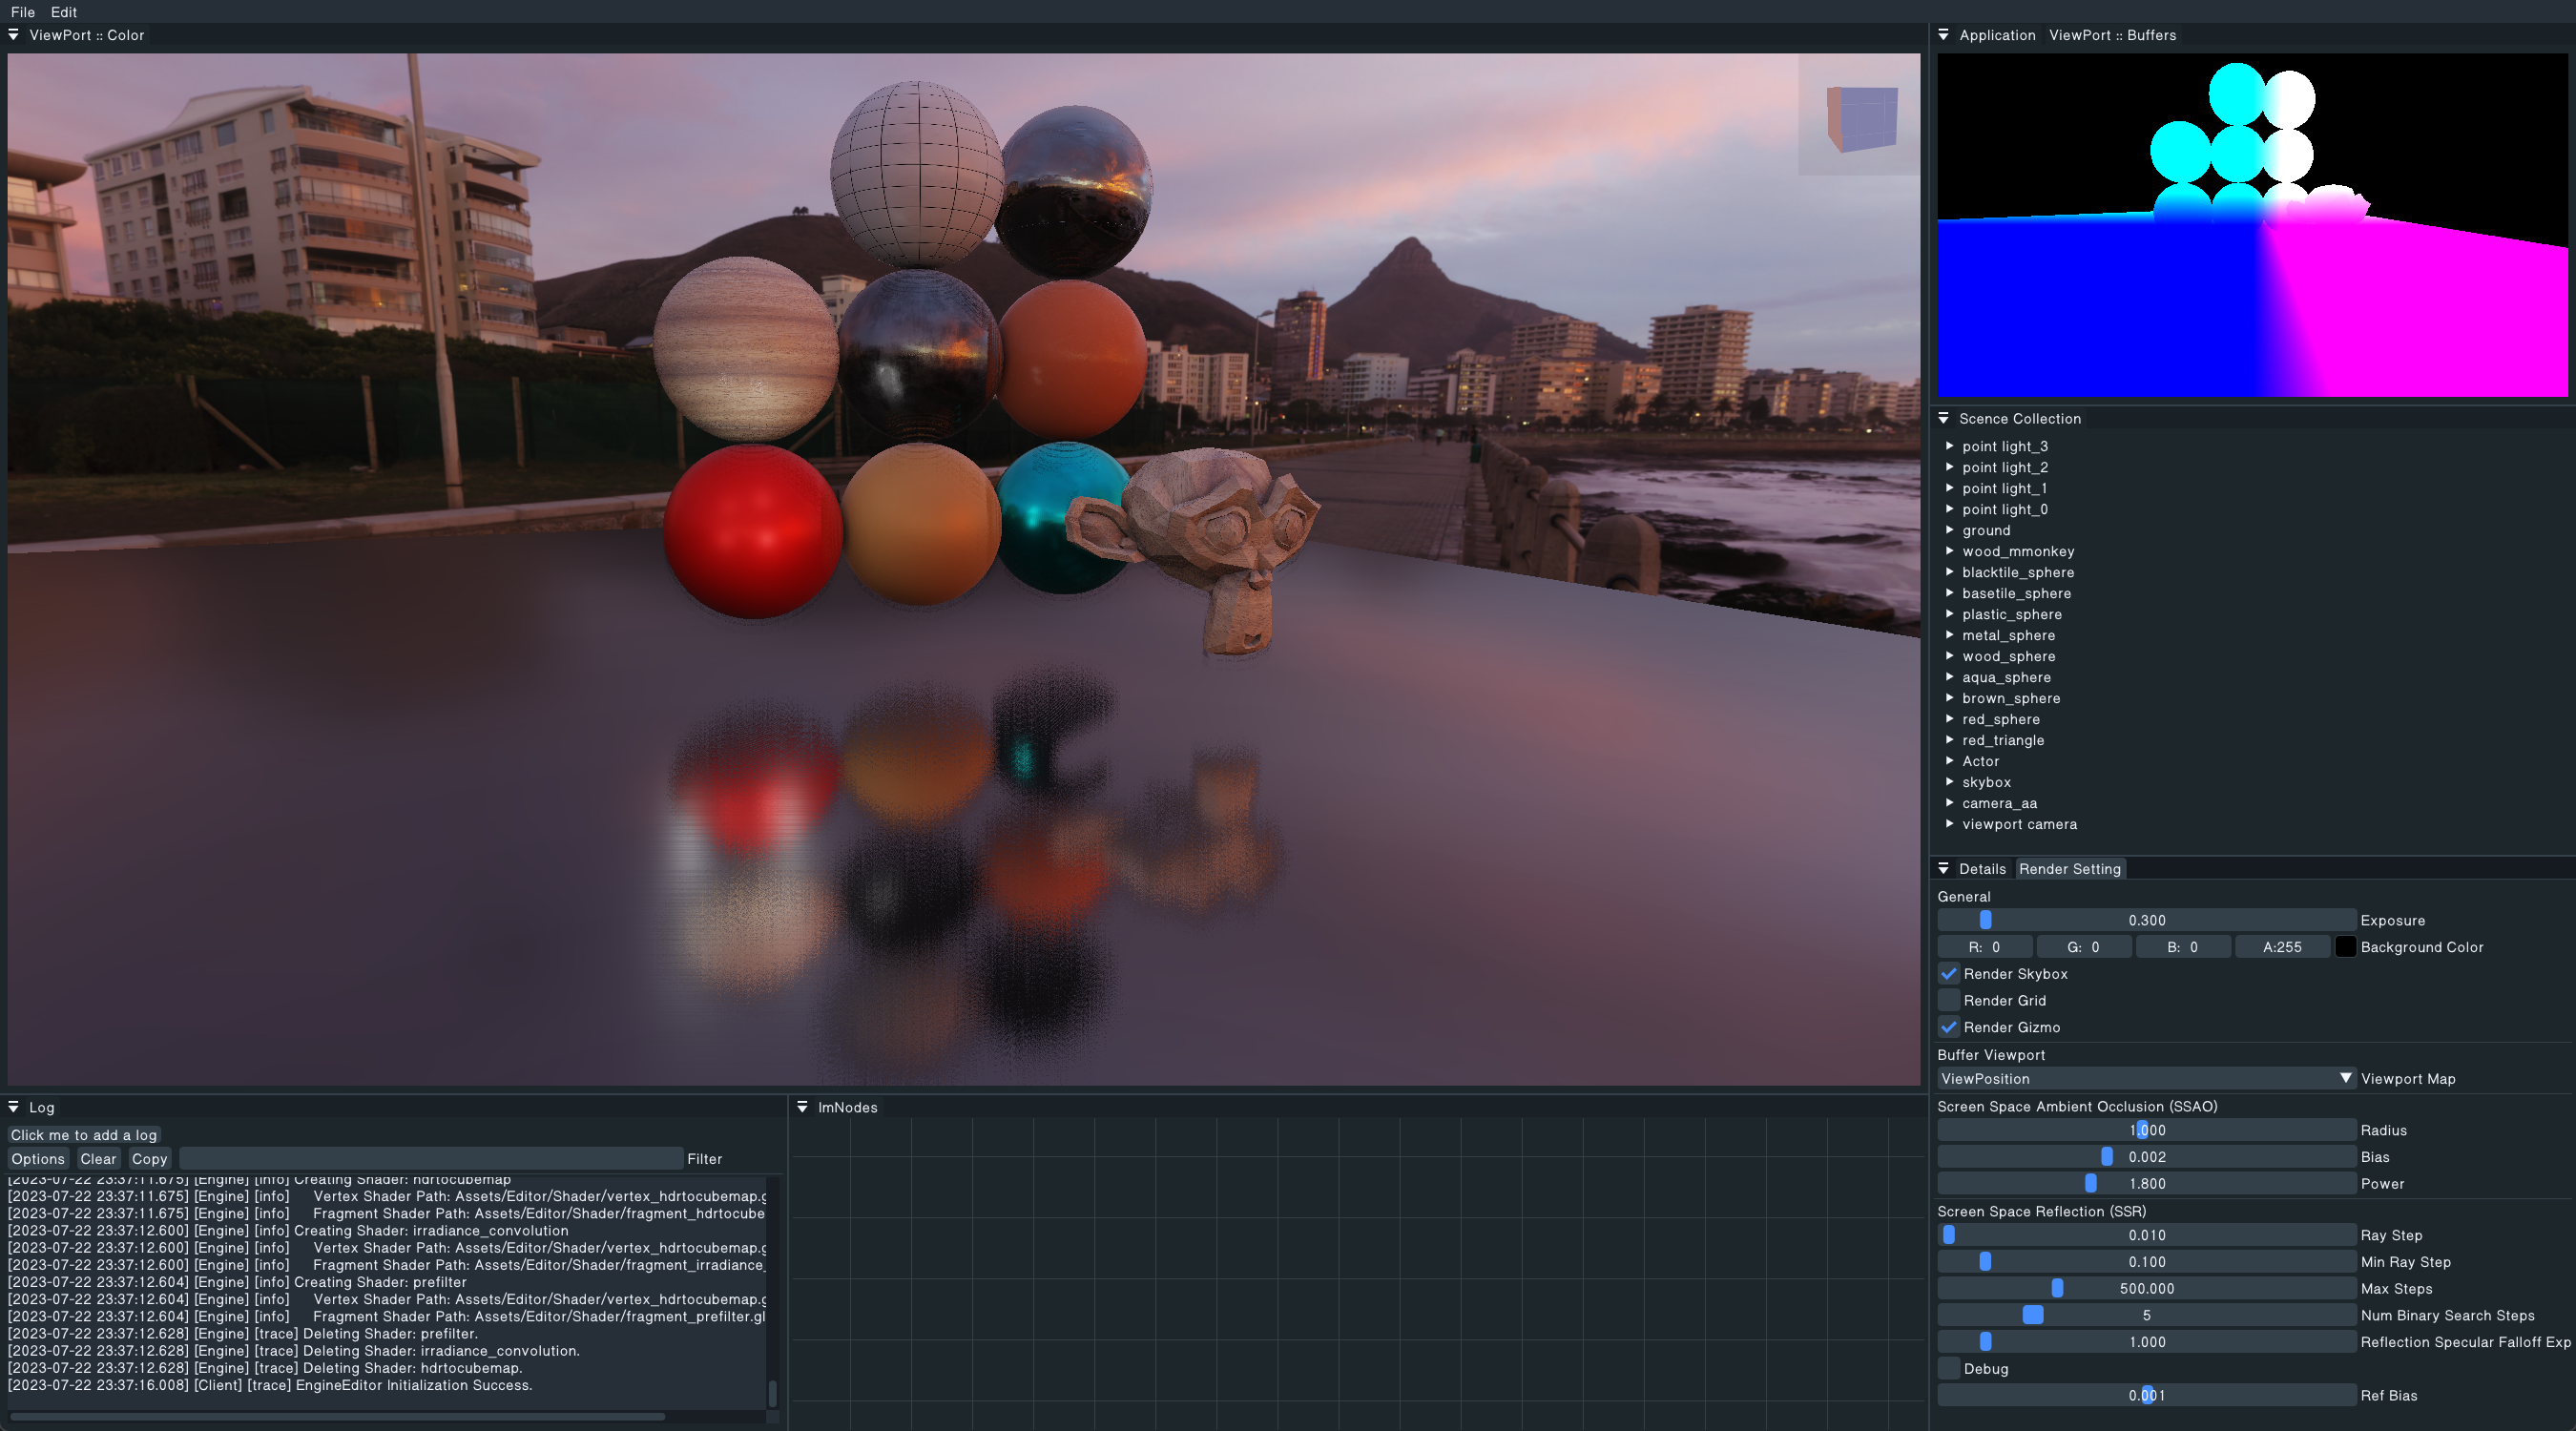 File Edit
ViewPort :: Color
Application ViewPort :: Buffers
Scence Collection
point light_3
point light_2
point light_1
point light_0
ground
wood_mmonkey
blacktile_sphere
basetile_sphere
plastic_sphere
metal_sphere
wood_sphere
aqua_sphere
brown_sphere
red_sphere
red_triangle
Actor
skybox
camera_aa
viewport camera
Details Render Setting
General
0.300 Exposure
R: 0 G: 0 B: 0 A:255 Background Color
Render Skybox
Render Grid
Render Gizmo
Buffer Viewport
ViewPosition Viewport Map
Screen Space Ambient Occlusion (SSAO)
1.000 Radius
0.002 Bias
1.800 Power
Screen Space Reflection (SSR)
0.010 Ray Step
0.100 Min Ray Step
500.000 Max Steps
5 Num Binary Search Steps
1.000 Reflection Specular Falloff Exp
Debug
0.001 Ref Bias
Log
Click me to add a log
Options Clear Copy Filter
[2023-07-22 23:37:11.675] [Engine] [info] Creating Shader: hdrtocubemap
[2023-07-22 23:37:11.675] [Engine] [info] Vertex Shader Path: Assets/Editor/Shader/vertex_hdrtocubemap.g
[2023-07-22 23:37:11.675] [Engine] [info] Fragment Shader Path: Assets/Editor/Shader/fragment_hdrtocube
[2023-07-22 23:37:12.600] [Engine] [info] Creating Shader: irradiance_convolution
[2023-07-22 23:37:12.600] [Engine] [info] Vertex Shader Path: Assets/Editor/Shader/vertex_hdrtocubemap.g
[2023-07-22 23:37:12.600] [Engine] [info] Fragment Shader Path: Assets/Editor/Shader/fragment_irradiance_
[2023-07-22 23:37:12.604] [Engine] [info] Creating Shader: prefilter
[2023-07-22 23:37:12.604] [Engine] [info] Vertex Shader Path: Assets/Editor/Shader/vertex_hdrtocubemap.g
[2023-07-22 23:37:12.604] [Engine] [info] Fragment Shader Path: Assets/Editor/Shader/fragment_prefilter.gl
[2023-07-22 23:37:12.628] [Engine] [trace] Deleting Shader: prefilter.
[2023-07-22 23:37:12.628] [Engine] [trace] Deleting Shader: irradiance_convolution.
[2023-07-22 23:37:12.628] [Engine] [trace] Deleting Shader: hdrtocubemap.
[2023-07-22 23:37:16.008] [Client] [trace] EngineEditor Initialization Success.
ImNodes